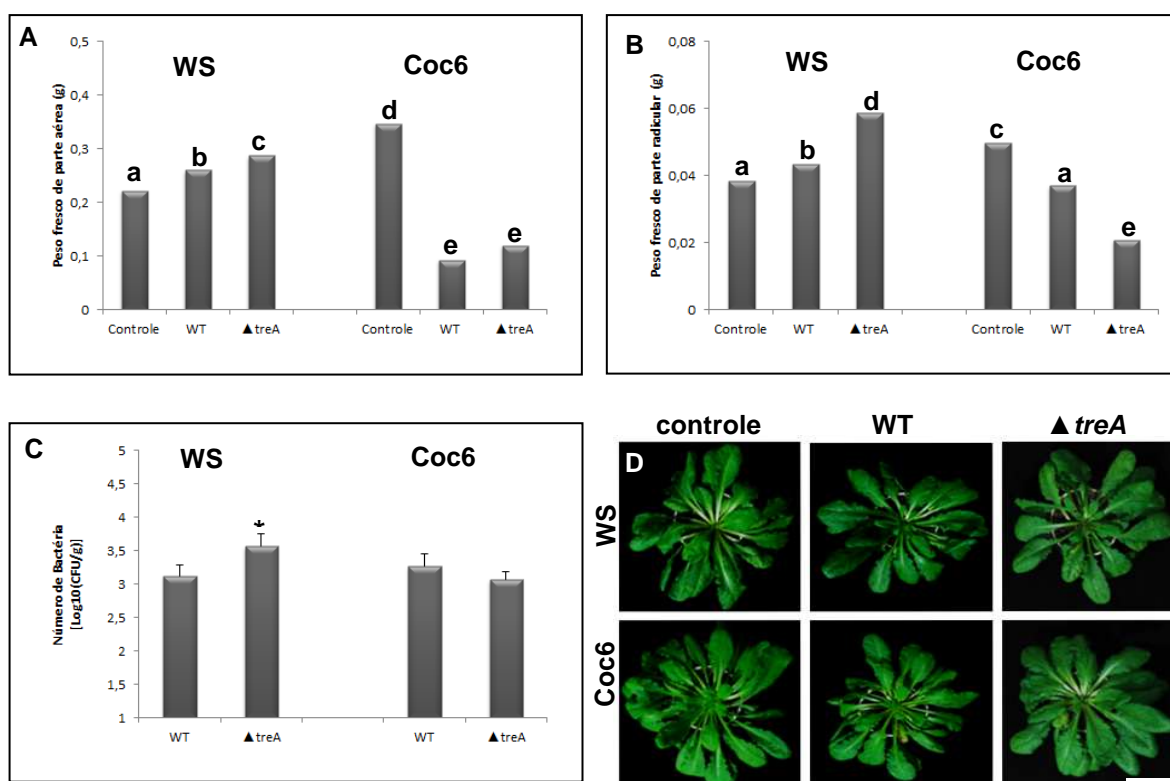 A
Peso fresco de parte aérea (g)
0,5
0,4
0,3
0,2
0,1
0
WS
Coc6
a
b
c
d
e
e
Controle
WT
▲treA
Controle
WT
▲treA
B
Peso fresco de parte radicular (g)
0,08
0,06
0,04
0,02
0
WS
Coc6
a
b
d
c
a
e
Controle
WT
▲treA
Controle
WT
▲treA
C
Número de Bactéria
[Log10(CFU/g)]
5
4,5
4
3,5
3
2,5
2
1,5
1
WS
Coc6
*
WT
▲treA
WT
▲treA
controle
WT
▲ treA
D
WS
Coc6